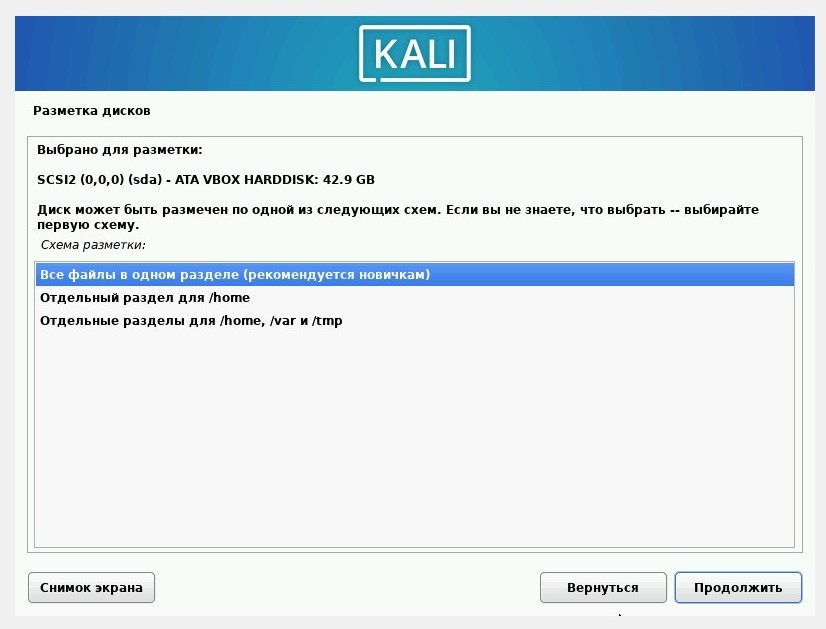 KALI
Разметка дисков
Выбрано для разметки:
SCSI2 (0,0,0) (sda) - ATA VBOX HARDDISK: 42.9 GB
Диск может быть размечен по одной из следующих схем. Если вы не знаете, что выбрать -- выбирайте
первую схему.
Схема разметки:
Все файлы в одном разделе (рекомендуется новичкам)
Отдельный раздел для /home
Отдельные разделы для /home, /var и /tmp
Снимок экрана
Вернуться
Продолжить